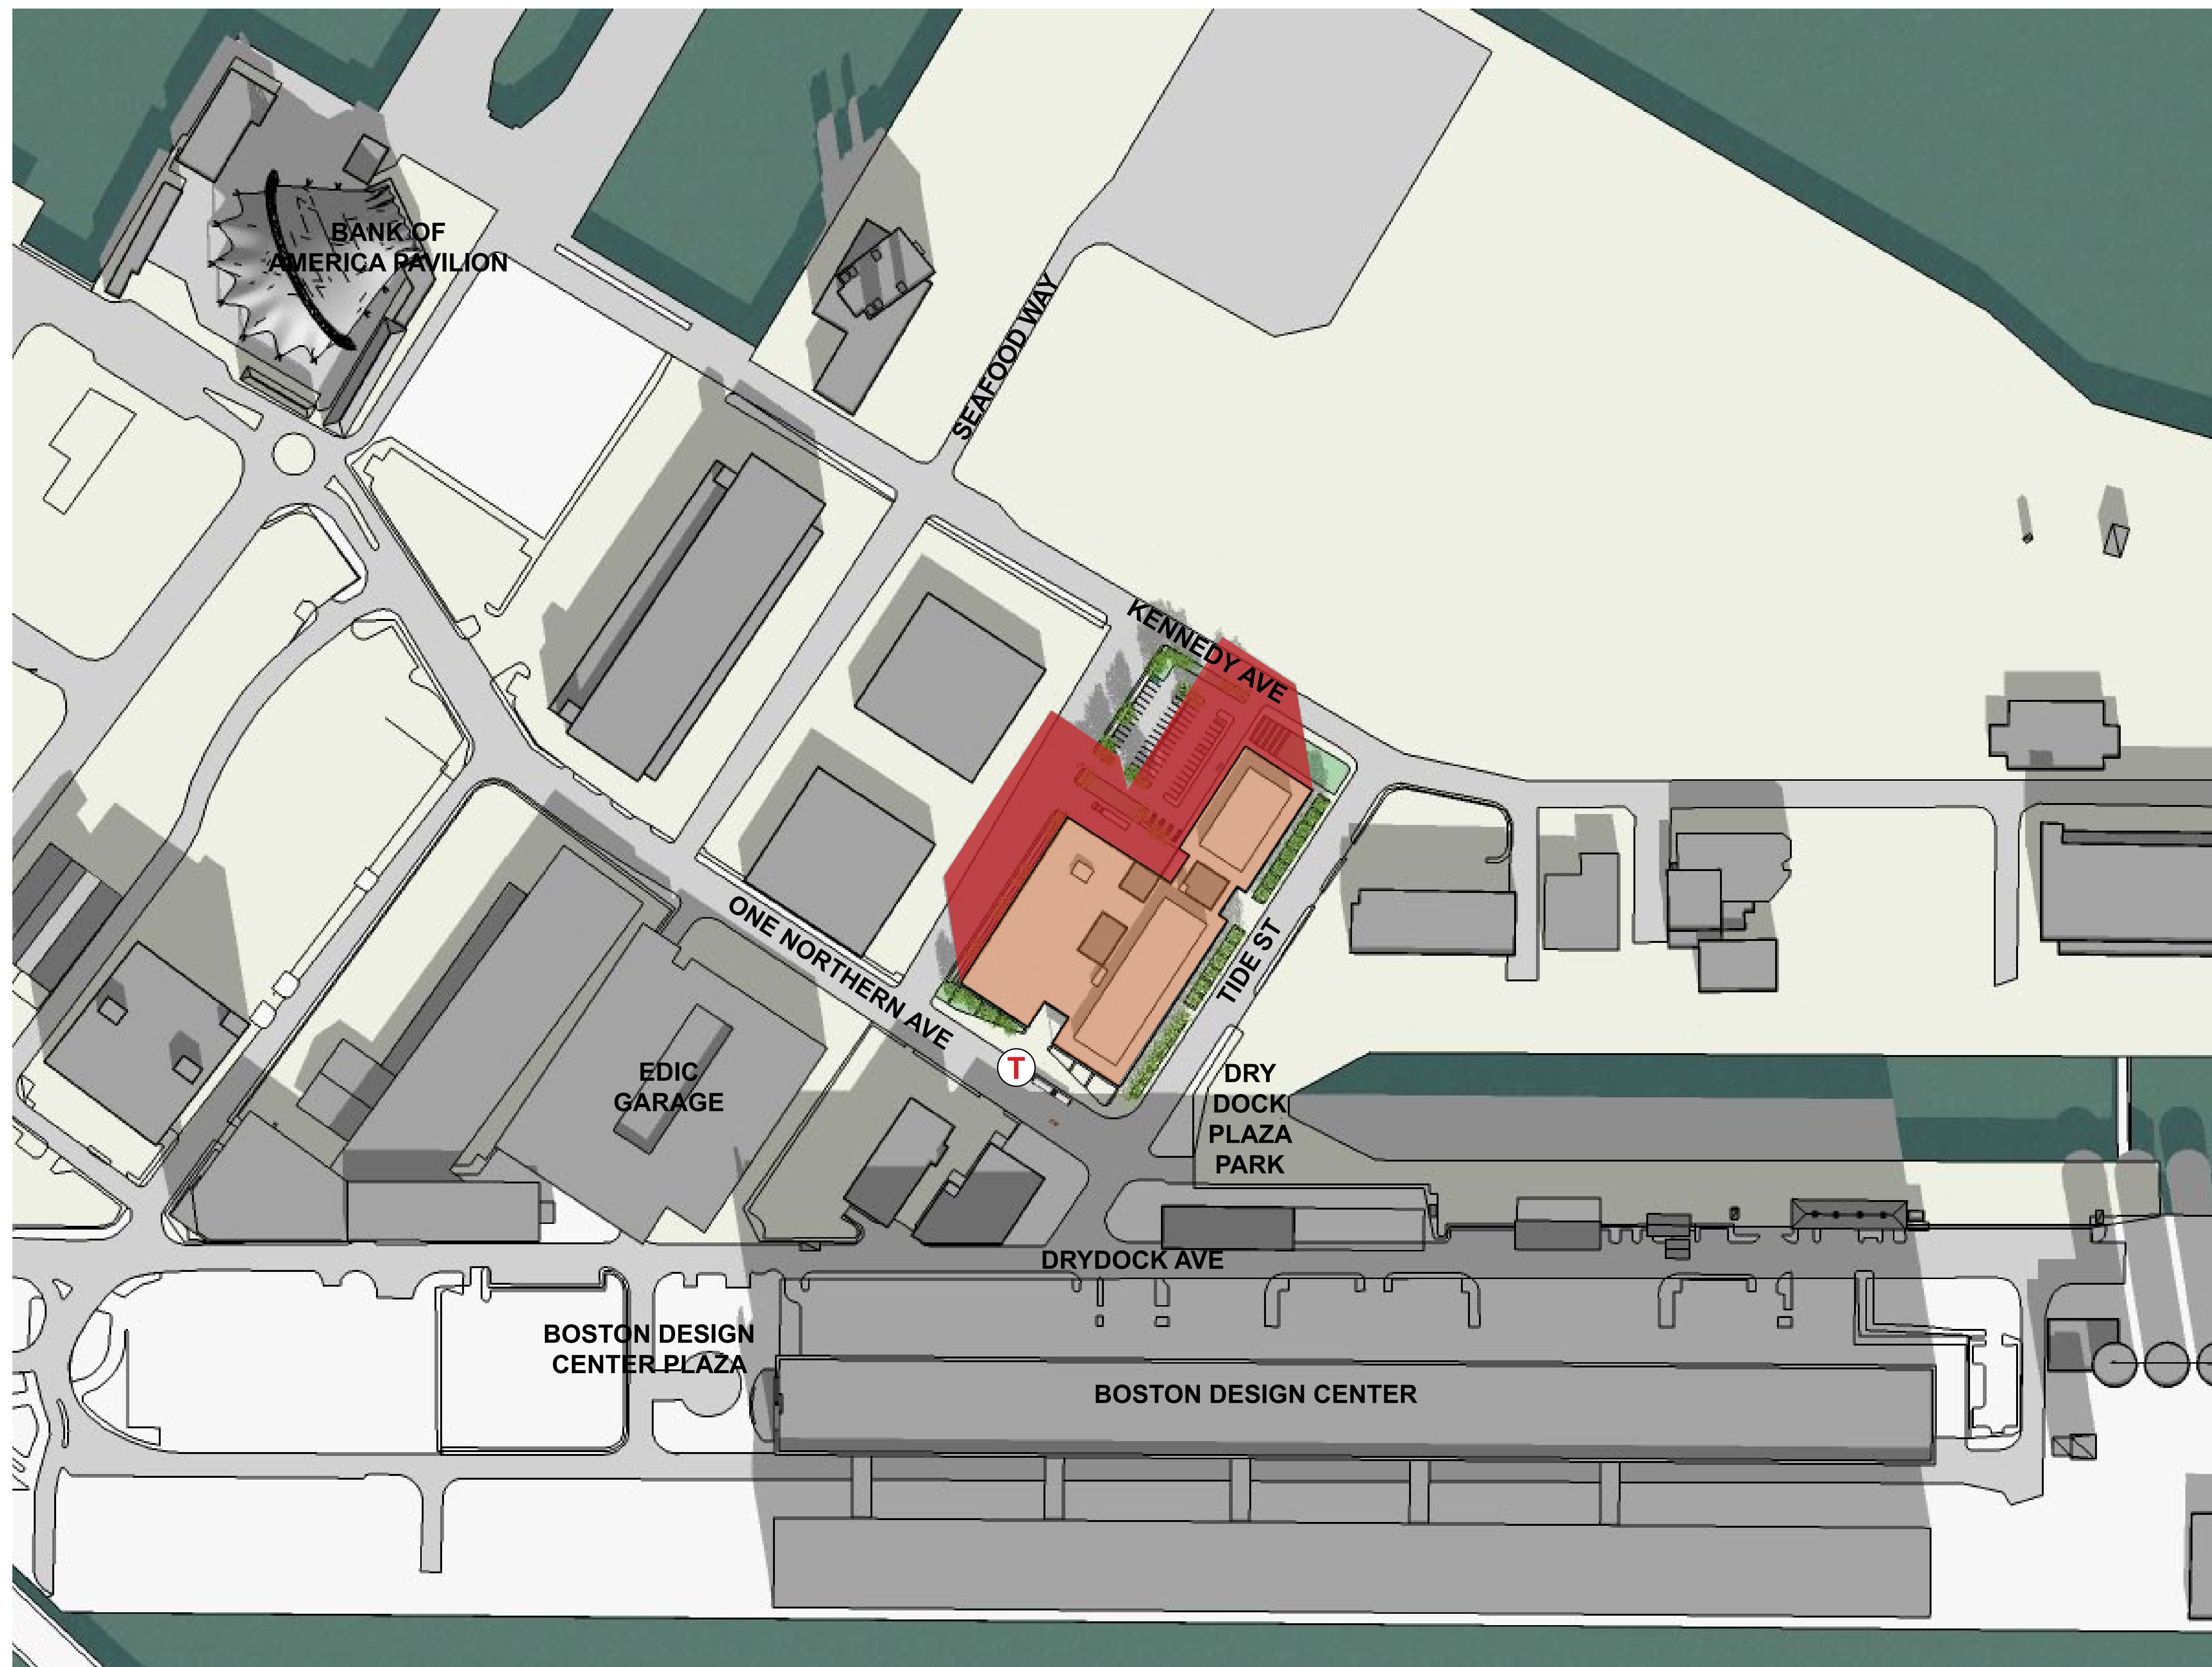 BANK OF
AMERICA PAVILION
SEAFOOD WAY
KENNEDY AVE
ONE NORTHERN AVE
TIDE ST
T
EDIC
GARAGE
DRY
DOCK
PLAZA
PARK
DRYDOCK AVE
BOSTON DESIGN
CENTER PLAZA
BOSTON DESIGN CENTER